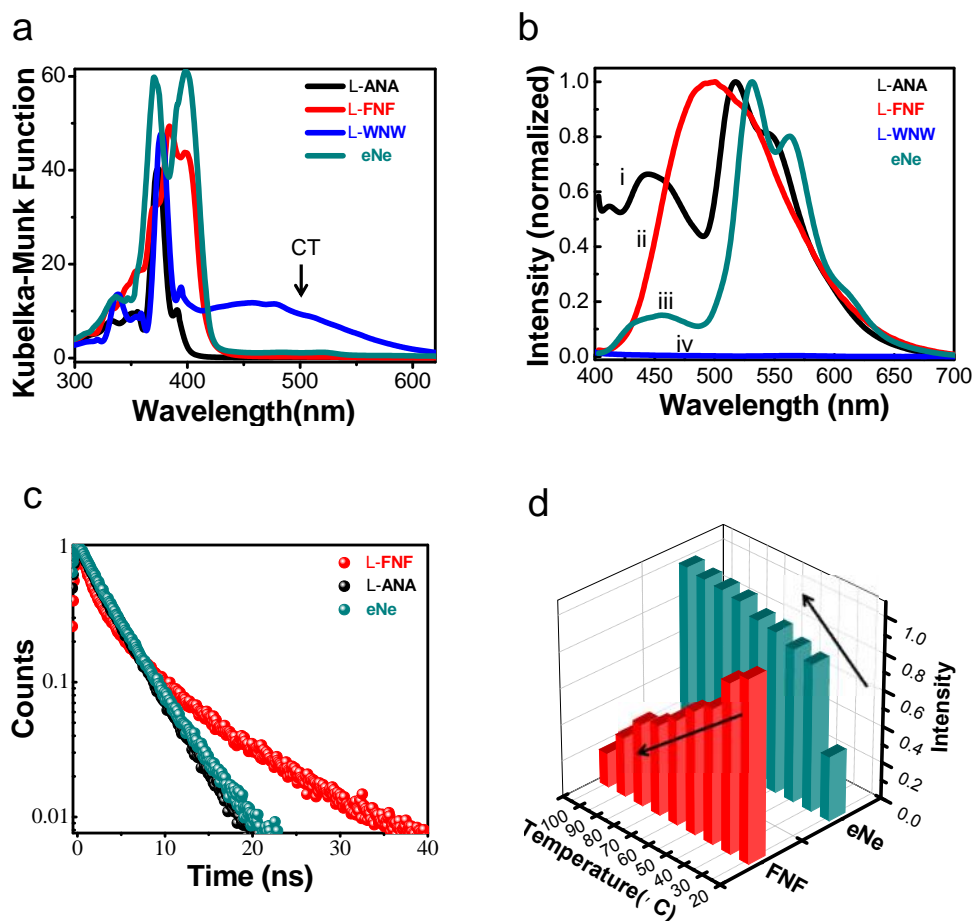 a
Kubelka-Munk Function
60
40
20
0
300
400
500
600
Wavelength(nm)
L-ANA
L-FNF
L-WNW
eNe
CT
b
Intensity (normalized)
1.0
0.8
0.6
0.4
0.2
0.0
400
450
500
550
600
650
700
Wavelength (nm)
L-ANA
L-FNF
L-WNW
eNe
i
ii
iii
iv
c
Counts
1
0.1
0.01
0
10
20
30
40
Time (ns)
L-FNF
L-ANA
eNe
d
1.0
0.8
0.6
0.4
0.2
0.0
Intensity
100
90
80
70
60
50
40
30
20
Temperature(, C)
FNF
eNe